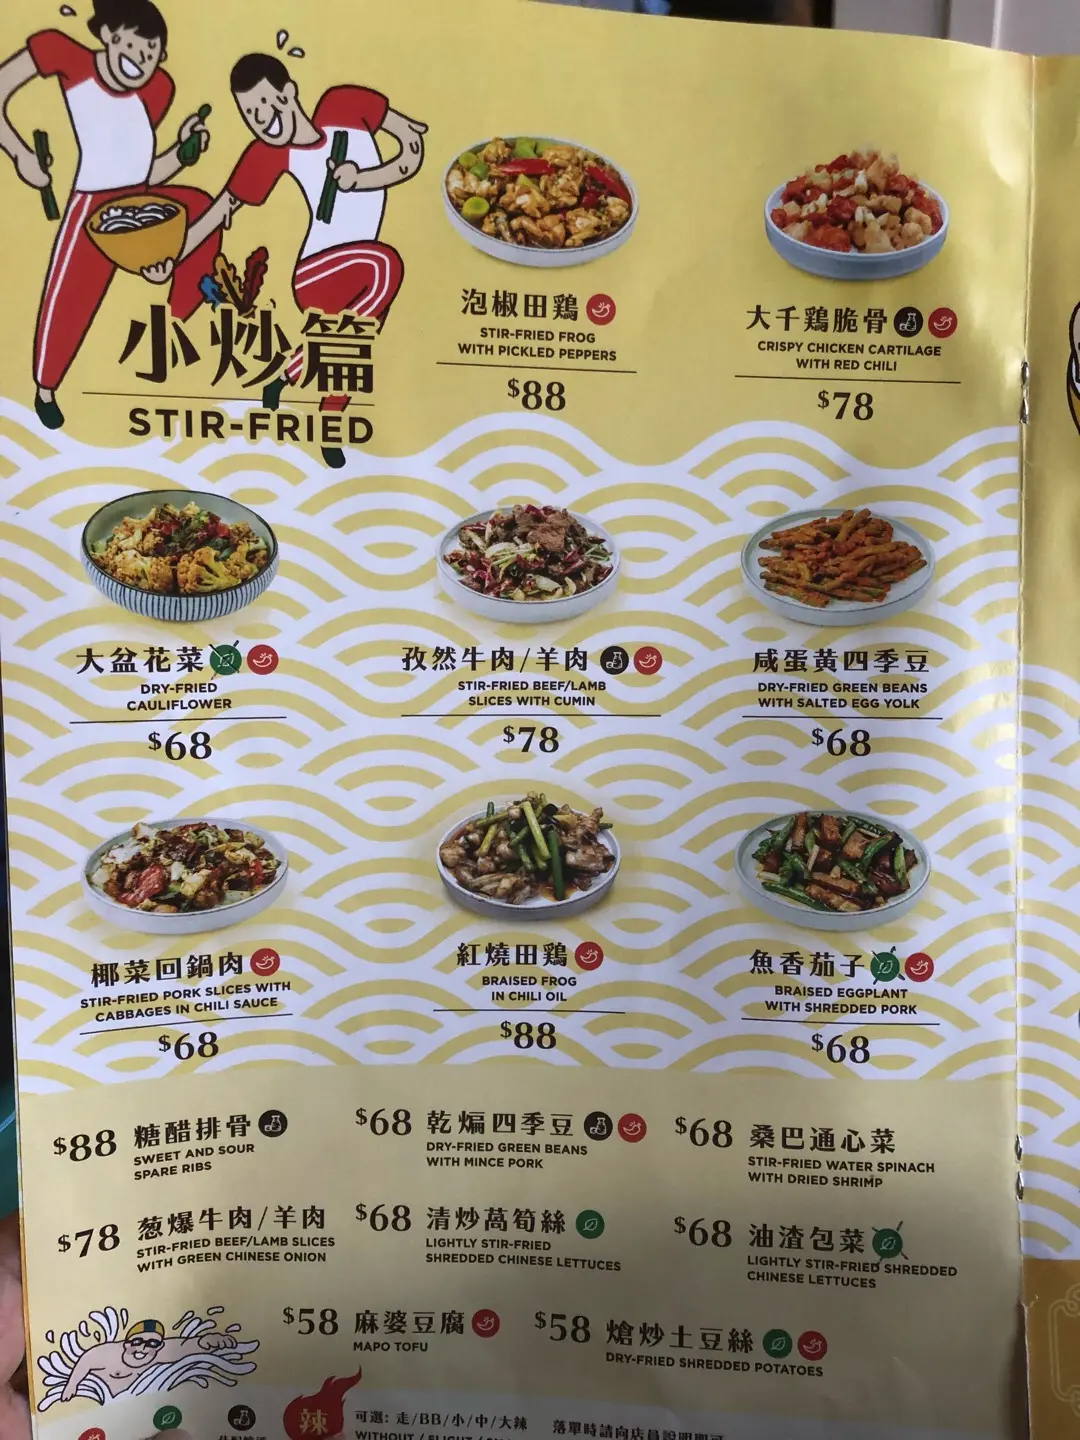 小炒篇
STIR-FRIED
泡椒田鶏
STIR-FRIED FROG
WITH PICKLED PEPPERS
$88
大千鶏脆骨
CRISPY CHICKEN CARTILAGE
WITH RED CHILI
$78
大盆花菜
DRY-FRIED
CAULIFLOWER
$68
孜然牛肉/羊肉
STIR-FRIED BEEF/LAMB
SLICES WITH CUMIN
$78
咸蛋黄四季豆
DRY-FRIED GREEN BEANS
WITH SALTED EGG YOLK
$68
椰菜回鍋肉
STIR-FRIED PORK SLICES WITH
CABBAGES IN CHILI SAUCE
$68
紅燒田鶏
BRAISED FROG
IN CHILI OIL
$88
魚香茄子
BRAISED EGGPLANT
WITH SHREDDED PORK
$68
$88 糖醋排骨
SWEET AND SOUR
SPARE RIBS
$68 乾煸四季豆
DRY-FRIED GREEN BEANS
WITH MINCE PORK
$68 桑巴通心菜
STIR-FRIED WATER SPINACH
WITH DRIED SHRIMP
$78 葱爆牛肉/羊肉
STIR-FRIED BEEF/LAMB SLICES
WITH GREEN CHINESE ONION
$68 清炒萵筍絲
LIGHTLY STIR-FRIED
SHREDDED CHINESE LETTUCES
$68 油渣包菜
LIGHTLY STIR-FRIED SHREDDED
CHINESE LETTUCES
$58 麻婆豆腐
MAPO TOFU
$58 熗炒土豆絲
DRY-FRIED SHREDDED POTATOES
辣
可選: 走/BB/小/中/大辣
落單時請向店員說明即可
WITHOUT / SLIGHT /